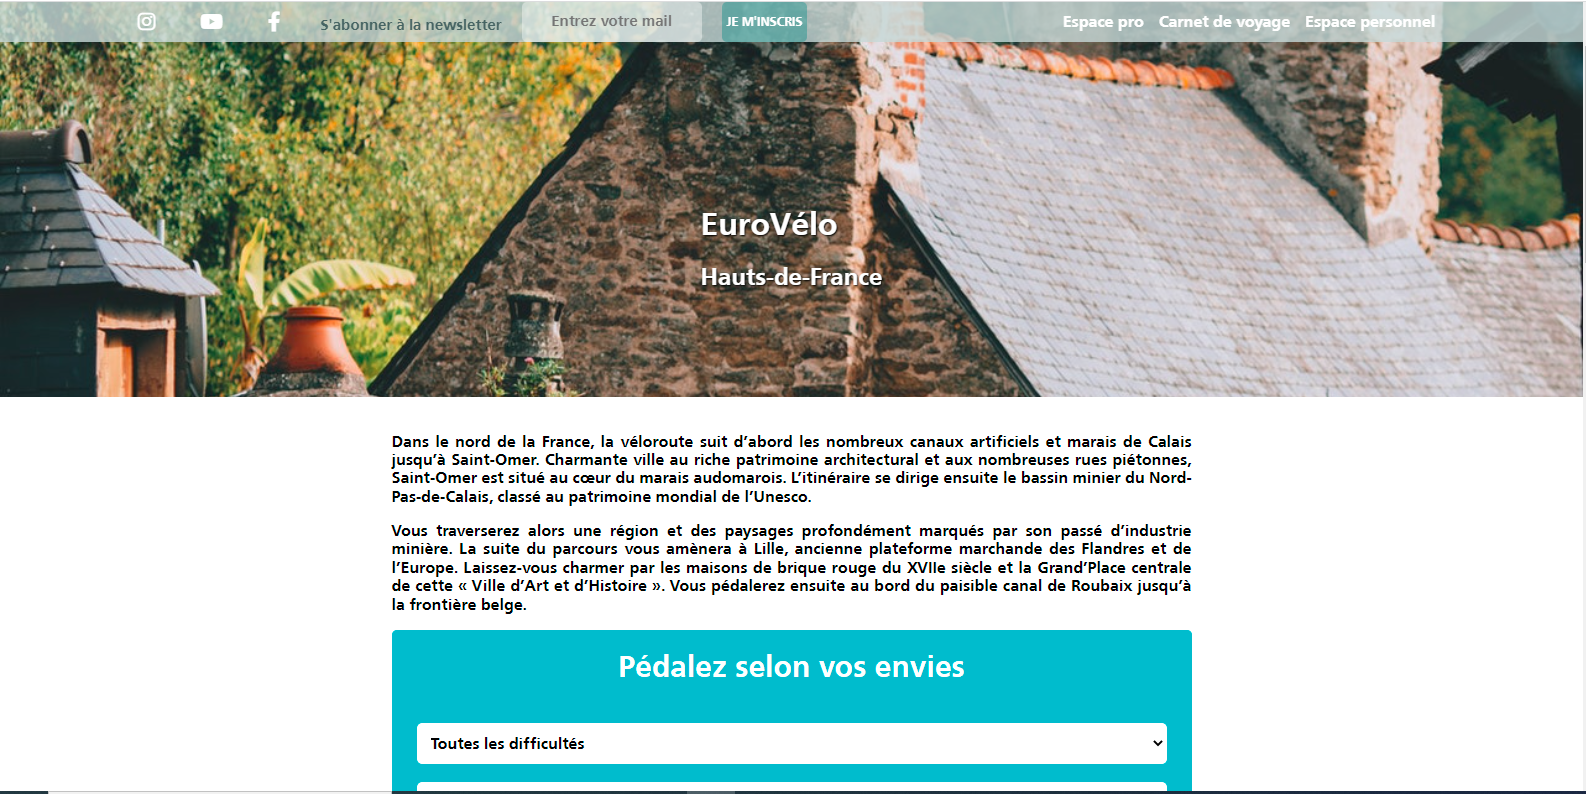 S'abonner à la newsletter Entrez votre mail JE M'INSCRIS Espace pro Carnet de voyage Espace personnel
EuroVélo
Hauts-de-France
Dans le nord de la France, la véloroute suit d’abord les nombreux canaux artificiels et marais de Calais
jusqu’à Saint-Omer. Charmante ville au riche patrimoine architectural et aux nombreuses rues piétonnes,
Saint-Omer est situé au cœur du marais audomarois. L’itinéraire se dirige ensuite le bassin minier du Nord-
Pas-de-Calais, classé au patrimoine mondial de l’Unesco.
Vous traverserez alors une région et des paysages profondément marqués par son passé d’industrie
minière. La suite du parcours vous amènera à Lille, ancienne plateforme marchande des Flandres et de
l’Europe. Laissez-vous charmer par les maisons de brique rouge du XVIIe siècle et la Grand’Place centrale
de cette « Ville d’Art et d’Histoire ». Vous pédalerez ensuite au bord du paisible canal de Roubaix jusqu’à
la frontière belge.
Pédalez selon vos envies
Toutes les difficultés